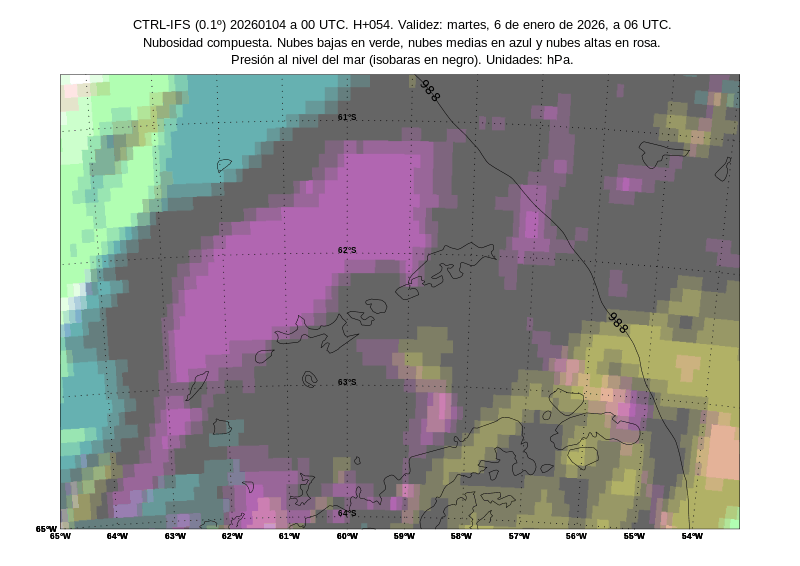 CTRL-IFS (0.1º) 20260104 a 00 UTC. H+054. Validez: martes, 6 de enero de 2026, a 06 UTC.
Nubosidad compuesta. Nubes bajas en verde, nubes medias en azul y nubes altas en rosa.
Presión al nivel del mar (isobaras en negro). Unidades: hPa.
988
61°S
62°S
988
63°S
64°S
65°W
65°W 64°W 63°W 62°W 61°W 60°W 59°W 58°W 57°W 56°W 55°W 54°W